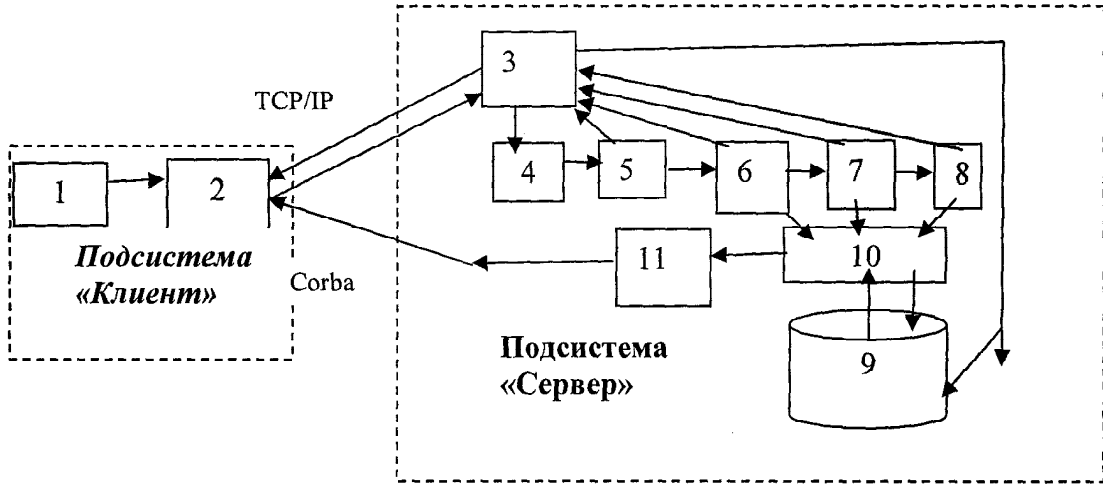 3
TCP/IP
1
2
4
5
6
7
8
Подсистема
«Клиент»
Corba
11
10
Подсистема
«Сервер»
9